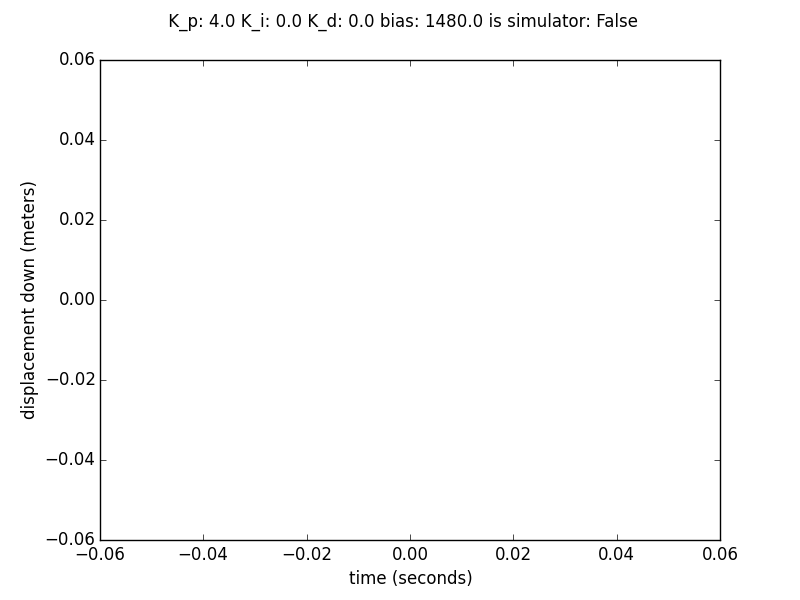 K_p: 4.0 K_i: 0.0 K_d: 0.0 bias: 1480.0 is simulator: False
0.06
0.04
0.02
0.00
−0.02
−0.04
−0.06
displacement down (meters)
−0.06 −0.04 −0.02 0.00 0.02 0.04 0.06
time (seconds)